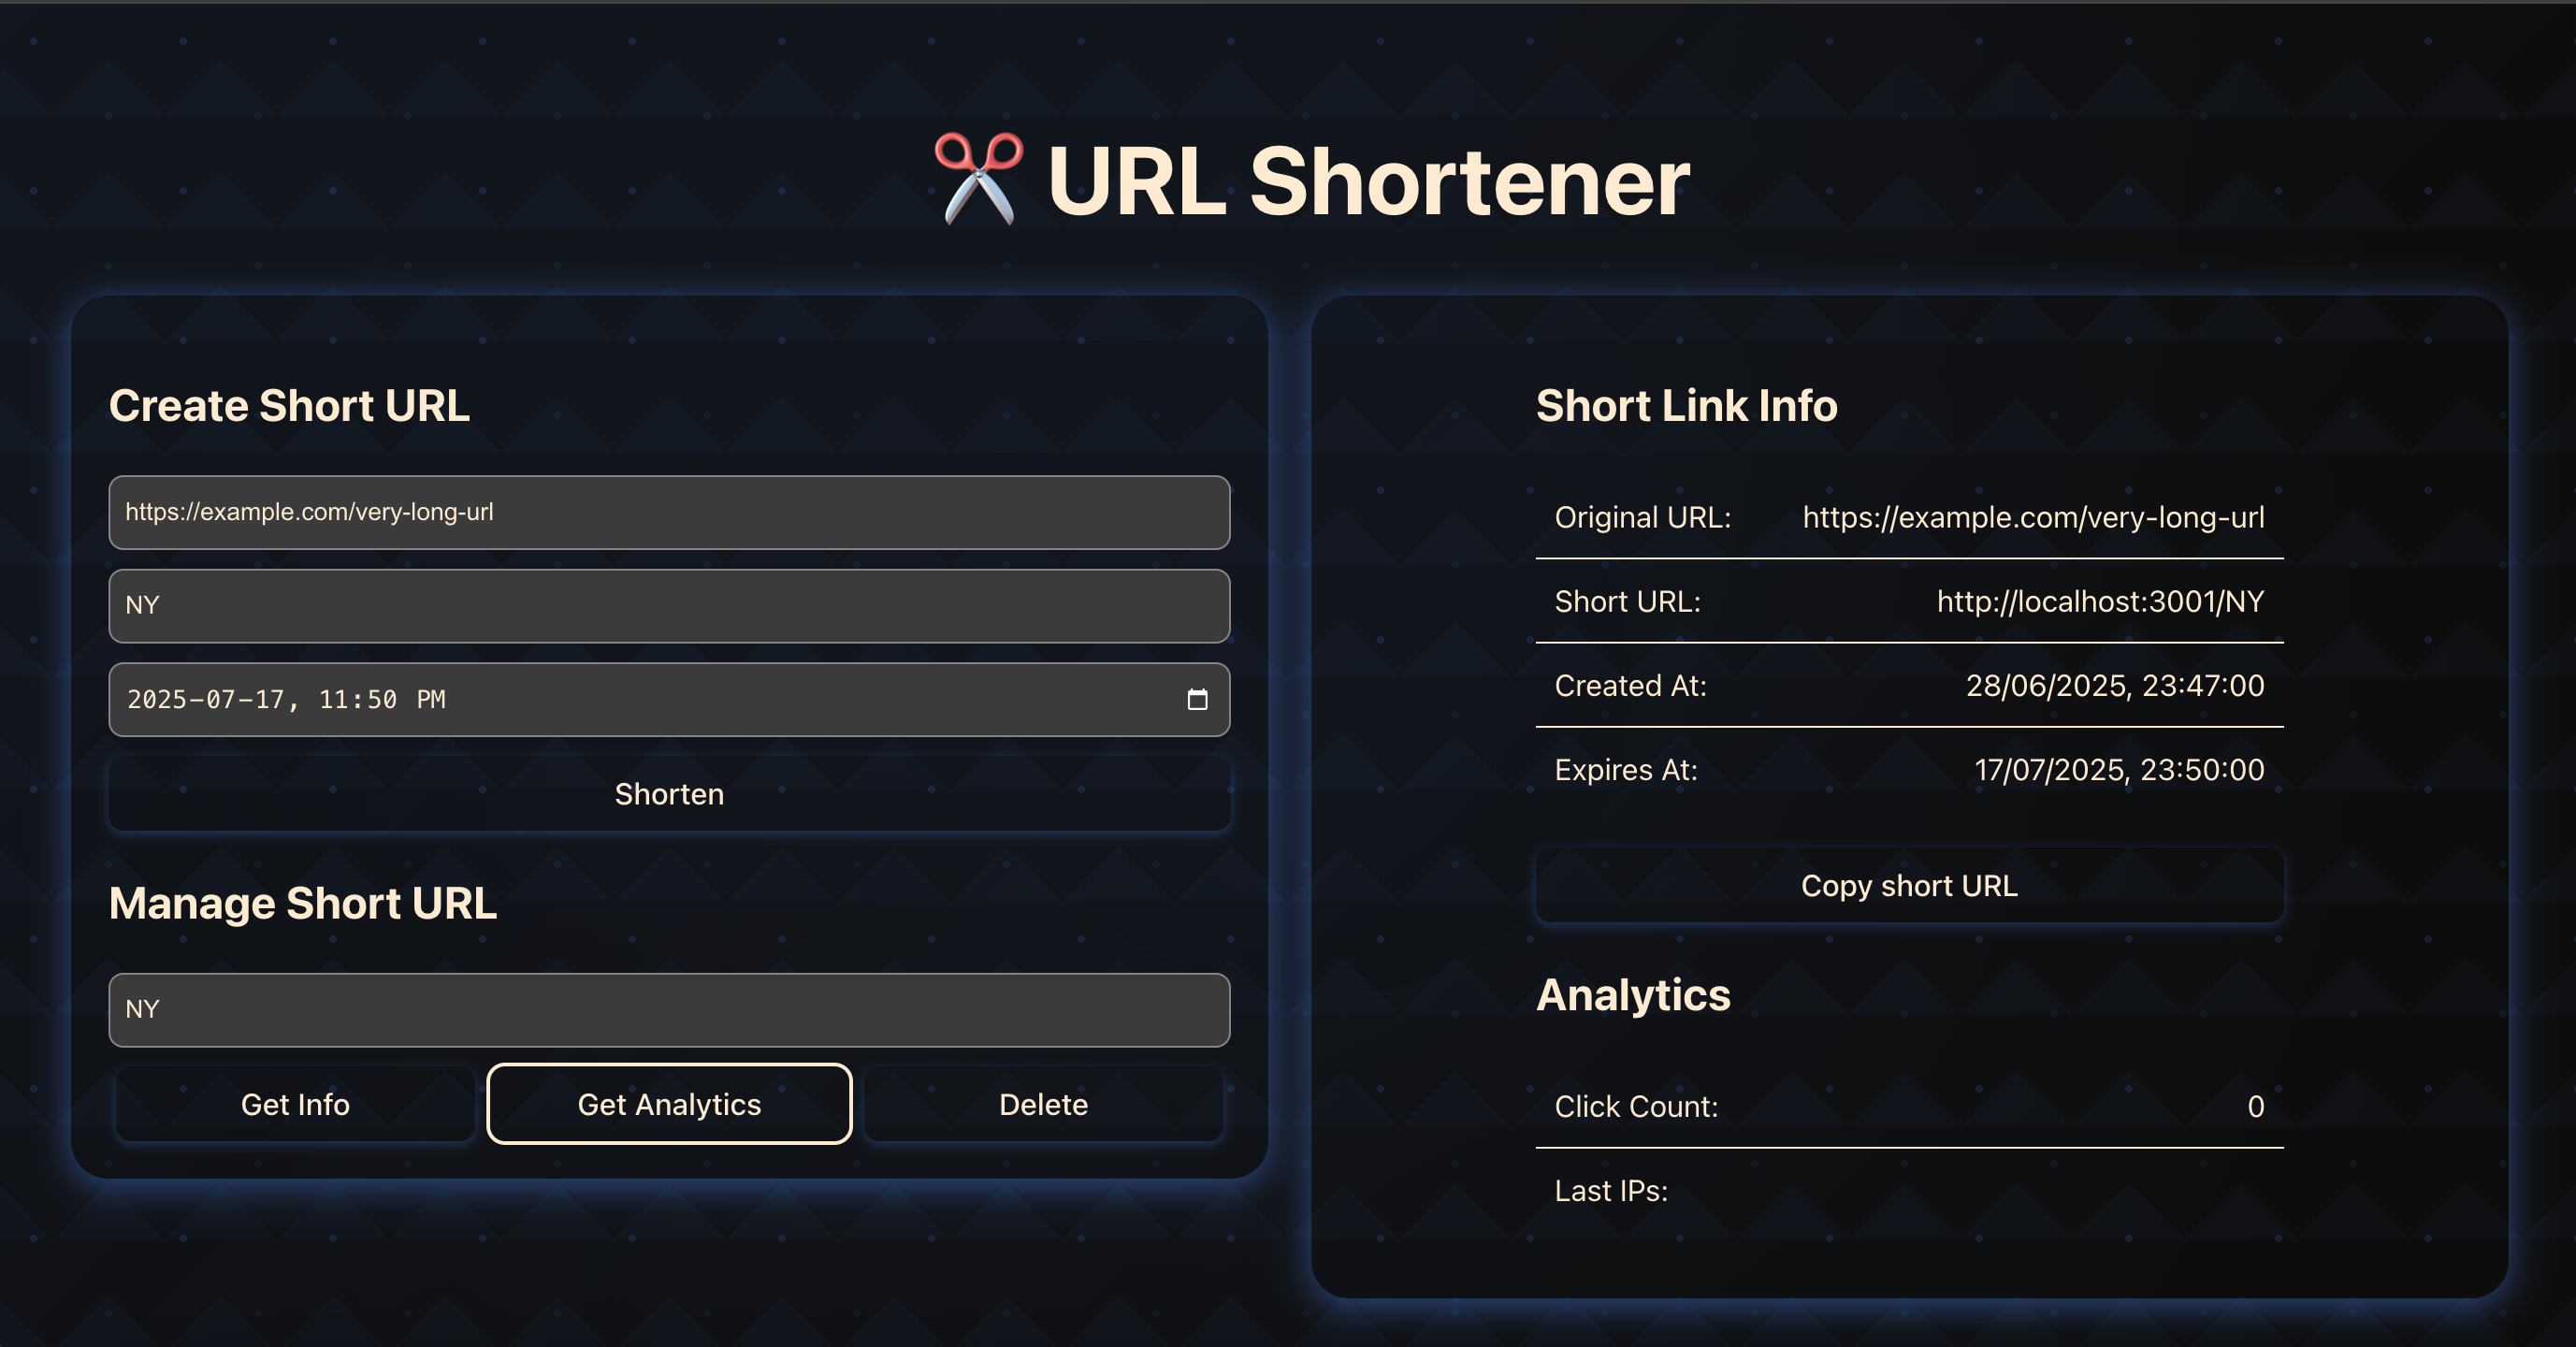 ✂️ URL Shortener
Create Short URL
https://example.com/very-long-url
NY
2025-07-17, 11:50 PM
Shorten
Manage Short URL
NY
Get Info Get Analytics Delete
Short Link Info
Original URL: https://example.com/very-long-url
Short URL: http://localhost:3001/NY
Created At: 28/06/2025, 23:47:00
Expires At: 17/07/2025, 23:50:00
Copy short URL
Analytics
Click Count: 0
Last IPs: